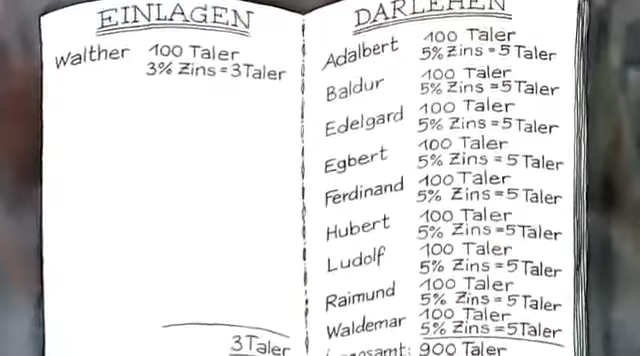 EINLAGEN
Walther 100 Taler
3% Zins = 3 Taler
3 Taler
DARLEHEN
Adalbert 100 Taler
5% Zins = 5 Taler
Baldur 100 Taler
5% Zins = 5 Taler
Edelgard 100 Taler
5% Zins = 5 Taler
Egbert 100 Taler
5% Zins = 5 Taler
Ferdinand 100 Taler
5% Zins = 5 Taler
Hubert 100 Taler
5% Zins = 5 Taler
Ludolf 100 Taler
5% Zins = 5 Taler
Raimund 100 Taler
5% Zins = 5 Taler
Waldemar 100 Taler
5% Zins = 5 Taler
900 Taler